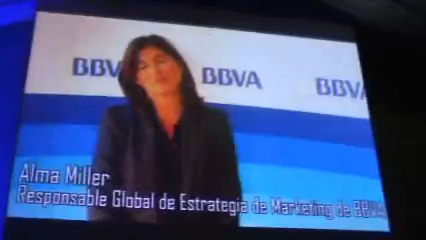 BBVA BBVA BBVA
Alma Miller
Responsable Global de Estrategia de Marketing de BBVA